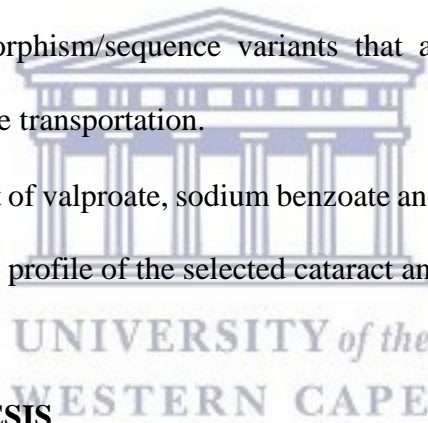 orphism/sequence variants that a
e transportation.
t of valproate, sodium benzoate an
profile of the selected cataract an
UNIVERSITY of the
WESTERN CAPE
ESIS